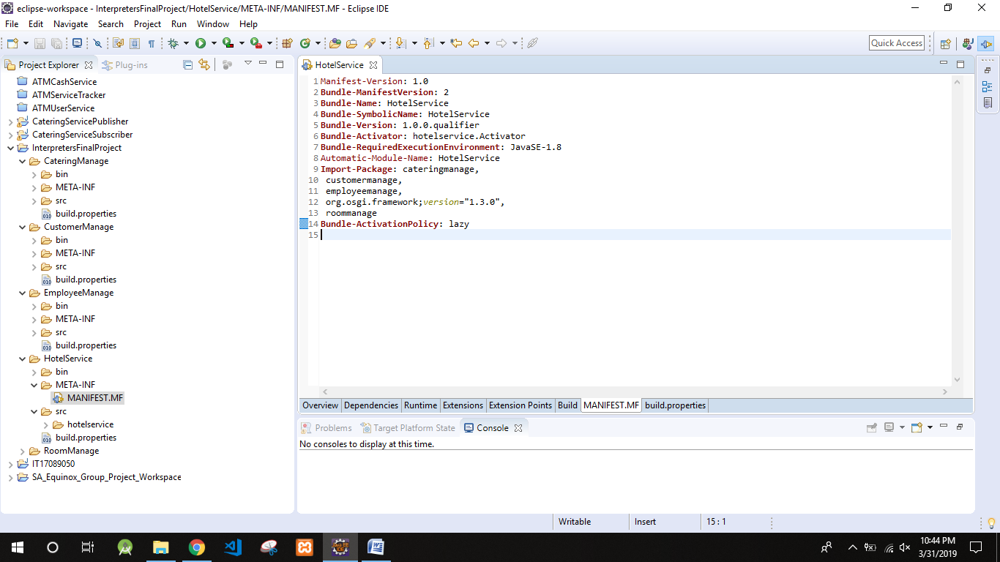 eclipse-workspace - InterpretersFinalProject/HotelService/META-INF/MANIFEST.MF - Eclipse IDE
File Edit Navigate Search Project Run Window Help
Quick Access
Project Explorer Plug-ins
ATMCashService
ATMServiceTracker
ATMUserService
CateringServicePublisher
CateringServiceSubscriber
InterpretersFinalProject
CateringManage
bin
META-INF
src
build.properties
CustomerManage
bin
META-INF
src
build.properties
EmployeeManage
bin
META-INF
src
build.properties
HotelService
bin
META-INF
MANIFEST.MF
src
hotelservice
build.properties
RoomManage
IT17089050
SA_Equinox_Group_Project_Workspace
HotelService
1 Manifest-Version: 1.0
2 Bundle-ManifestVersion: 2
3 Bundle-Name: HotelService
4 Bundle-SymbolicName: HotelService
5 Bundle-Version: 1.0.0.qualifier
6 Bundle-Activator: hotelservice.Activator
7 Bundle-RequiredExecutionEnvironment: JavaSE-1.8
8 Automatic-Module-Name: HotelService
9 Import-Package: cateringmanage,
10 customermanage,
11 employeemanage,
12 org.osgi.framework;version="1.3.0",
13 roommanage
14 Bundle-ActivationPolicy: lazy
15
Overview Dependencies Runtime Extensions Extension Points Build MANIFEST.MF build.properties
Problems Target Platform State Console
No consoles to display at this time.
Writable Insert 15 : 1
10:44 PM
3/31/2019